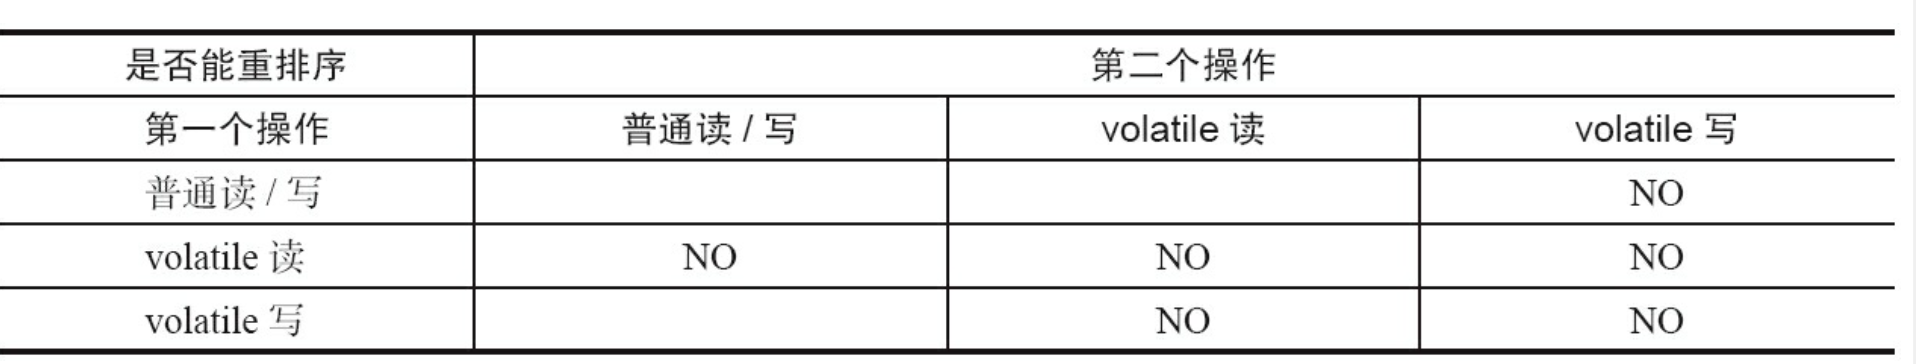 是否能重排序 第二个操作
第一个操作 普通读 / 写 volatile 读 volatile 写
普通读 / 写 NO
volatile 读 NO NO NO
volatile 写 NO NO